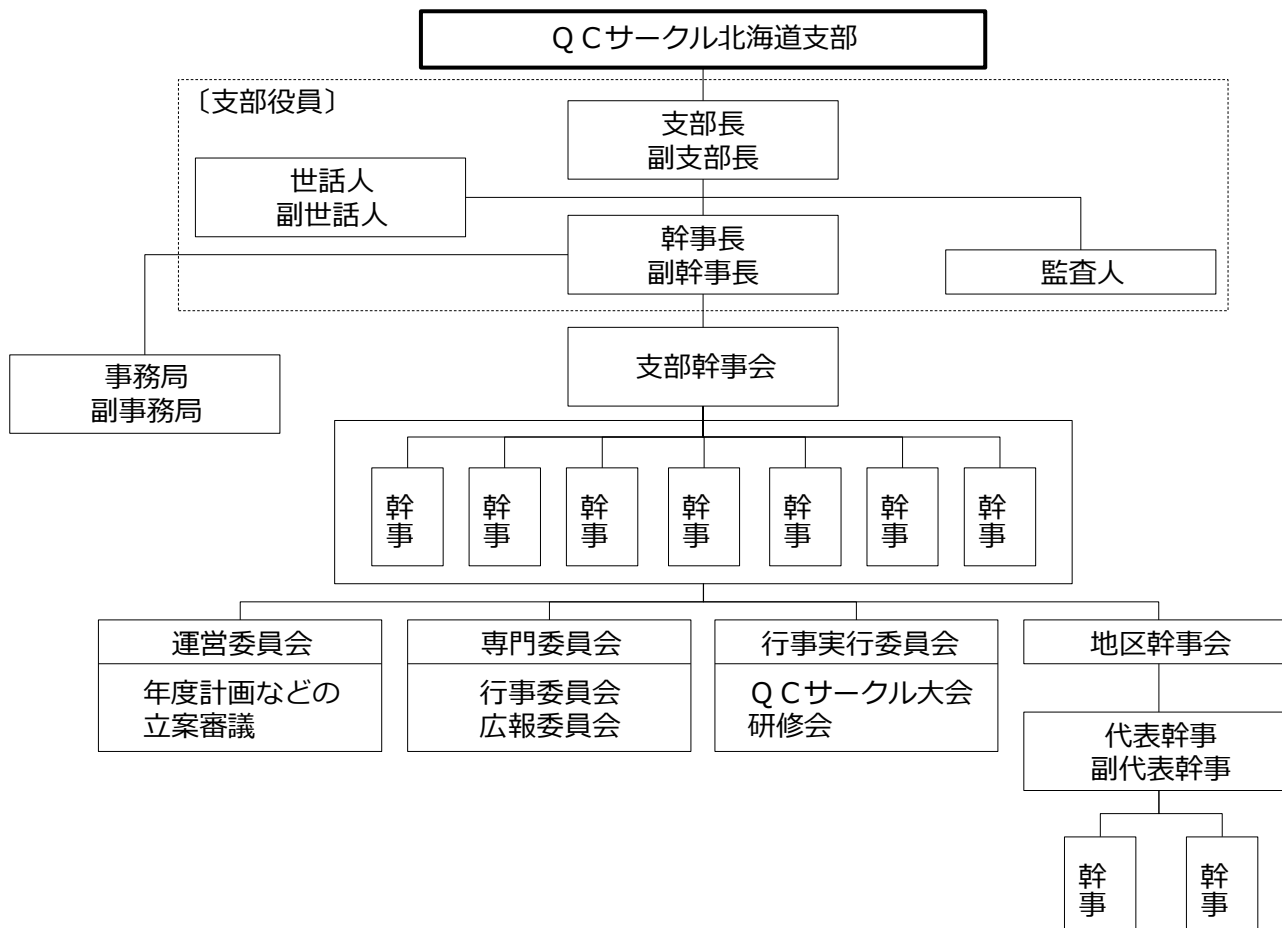 ＱＣサークル北海道支部
〔支部役員〕
支部長
副支部長
世話人
副世話人
幹事長
副幹事長
監査人
支部幹事会
事務局
副事務局
幹事
幹事
幹事
幹事
幹事
幹事
幹事
運営委員会
年度計画などの
立案審議
専門委員会
行事委員会
広報委員会
行事実行委員会
ＱＣサークル大会
研修会
地区幹事会
代表幹事
副代表幹事
幹事
幹事